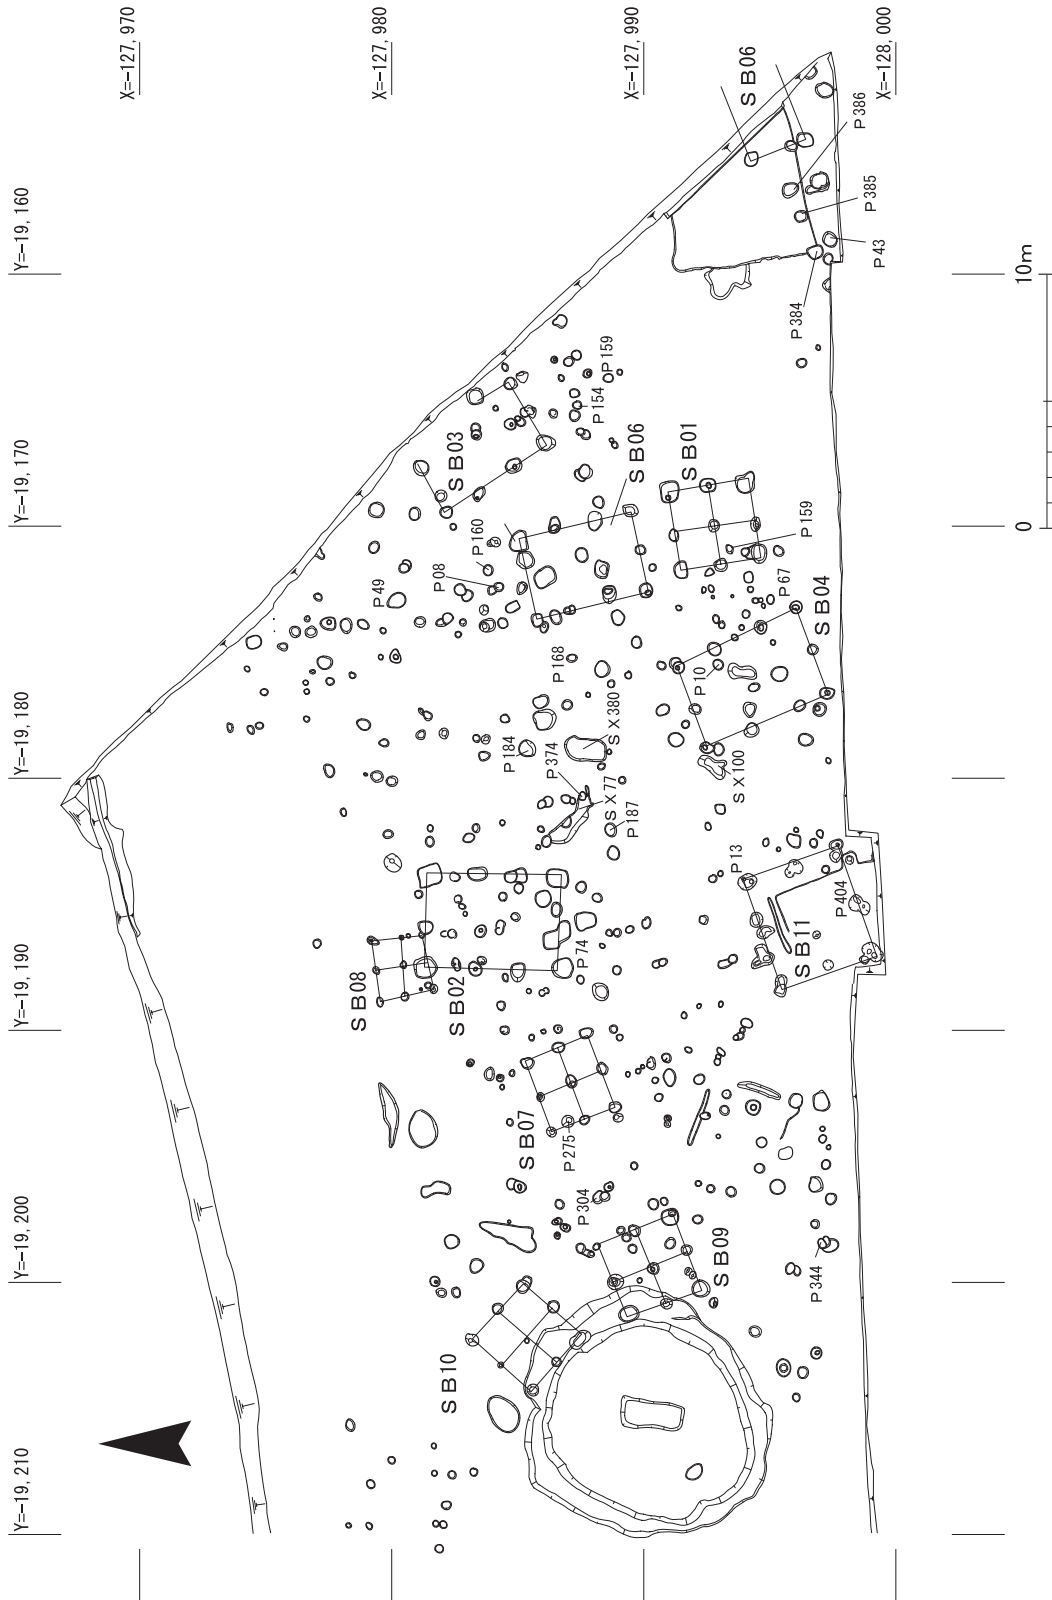 X=-127, 970
X=-127, 980
X=-127, 990
X=-128, 000
Y=-19, 160
Y=-19, 170
Y=-19, 180
Y=-19, 190
Y=-19, 200
Y=-19, 210
10m
0
SB06
P386
P385
P43
P384
P159
P154
SB03
SB06
SB01
P160
P08
P49
P159
P67
SB04
P168
P10
SX380
P184
P374
SX77
P187
SX100
P13
P404
SB11
P74
SB08
SB02
SB07
P275
P304
SB09
P344
SB10